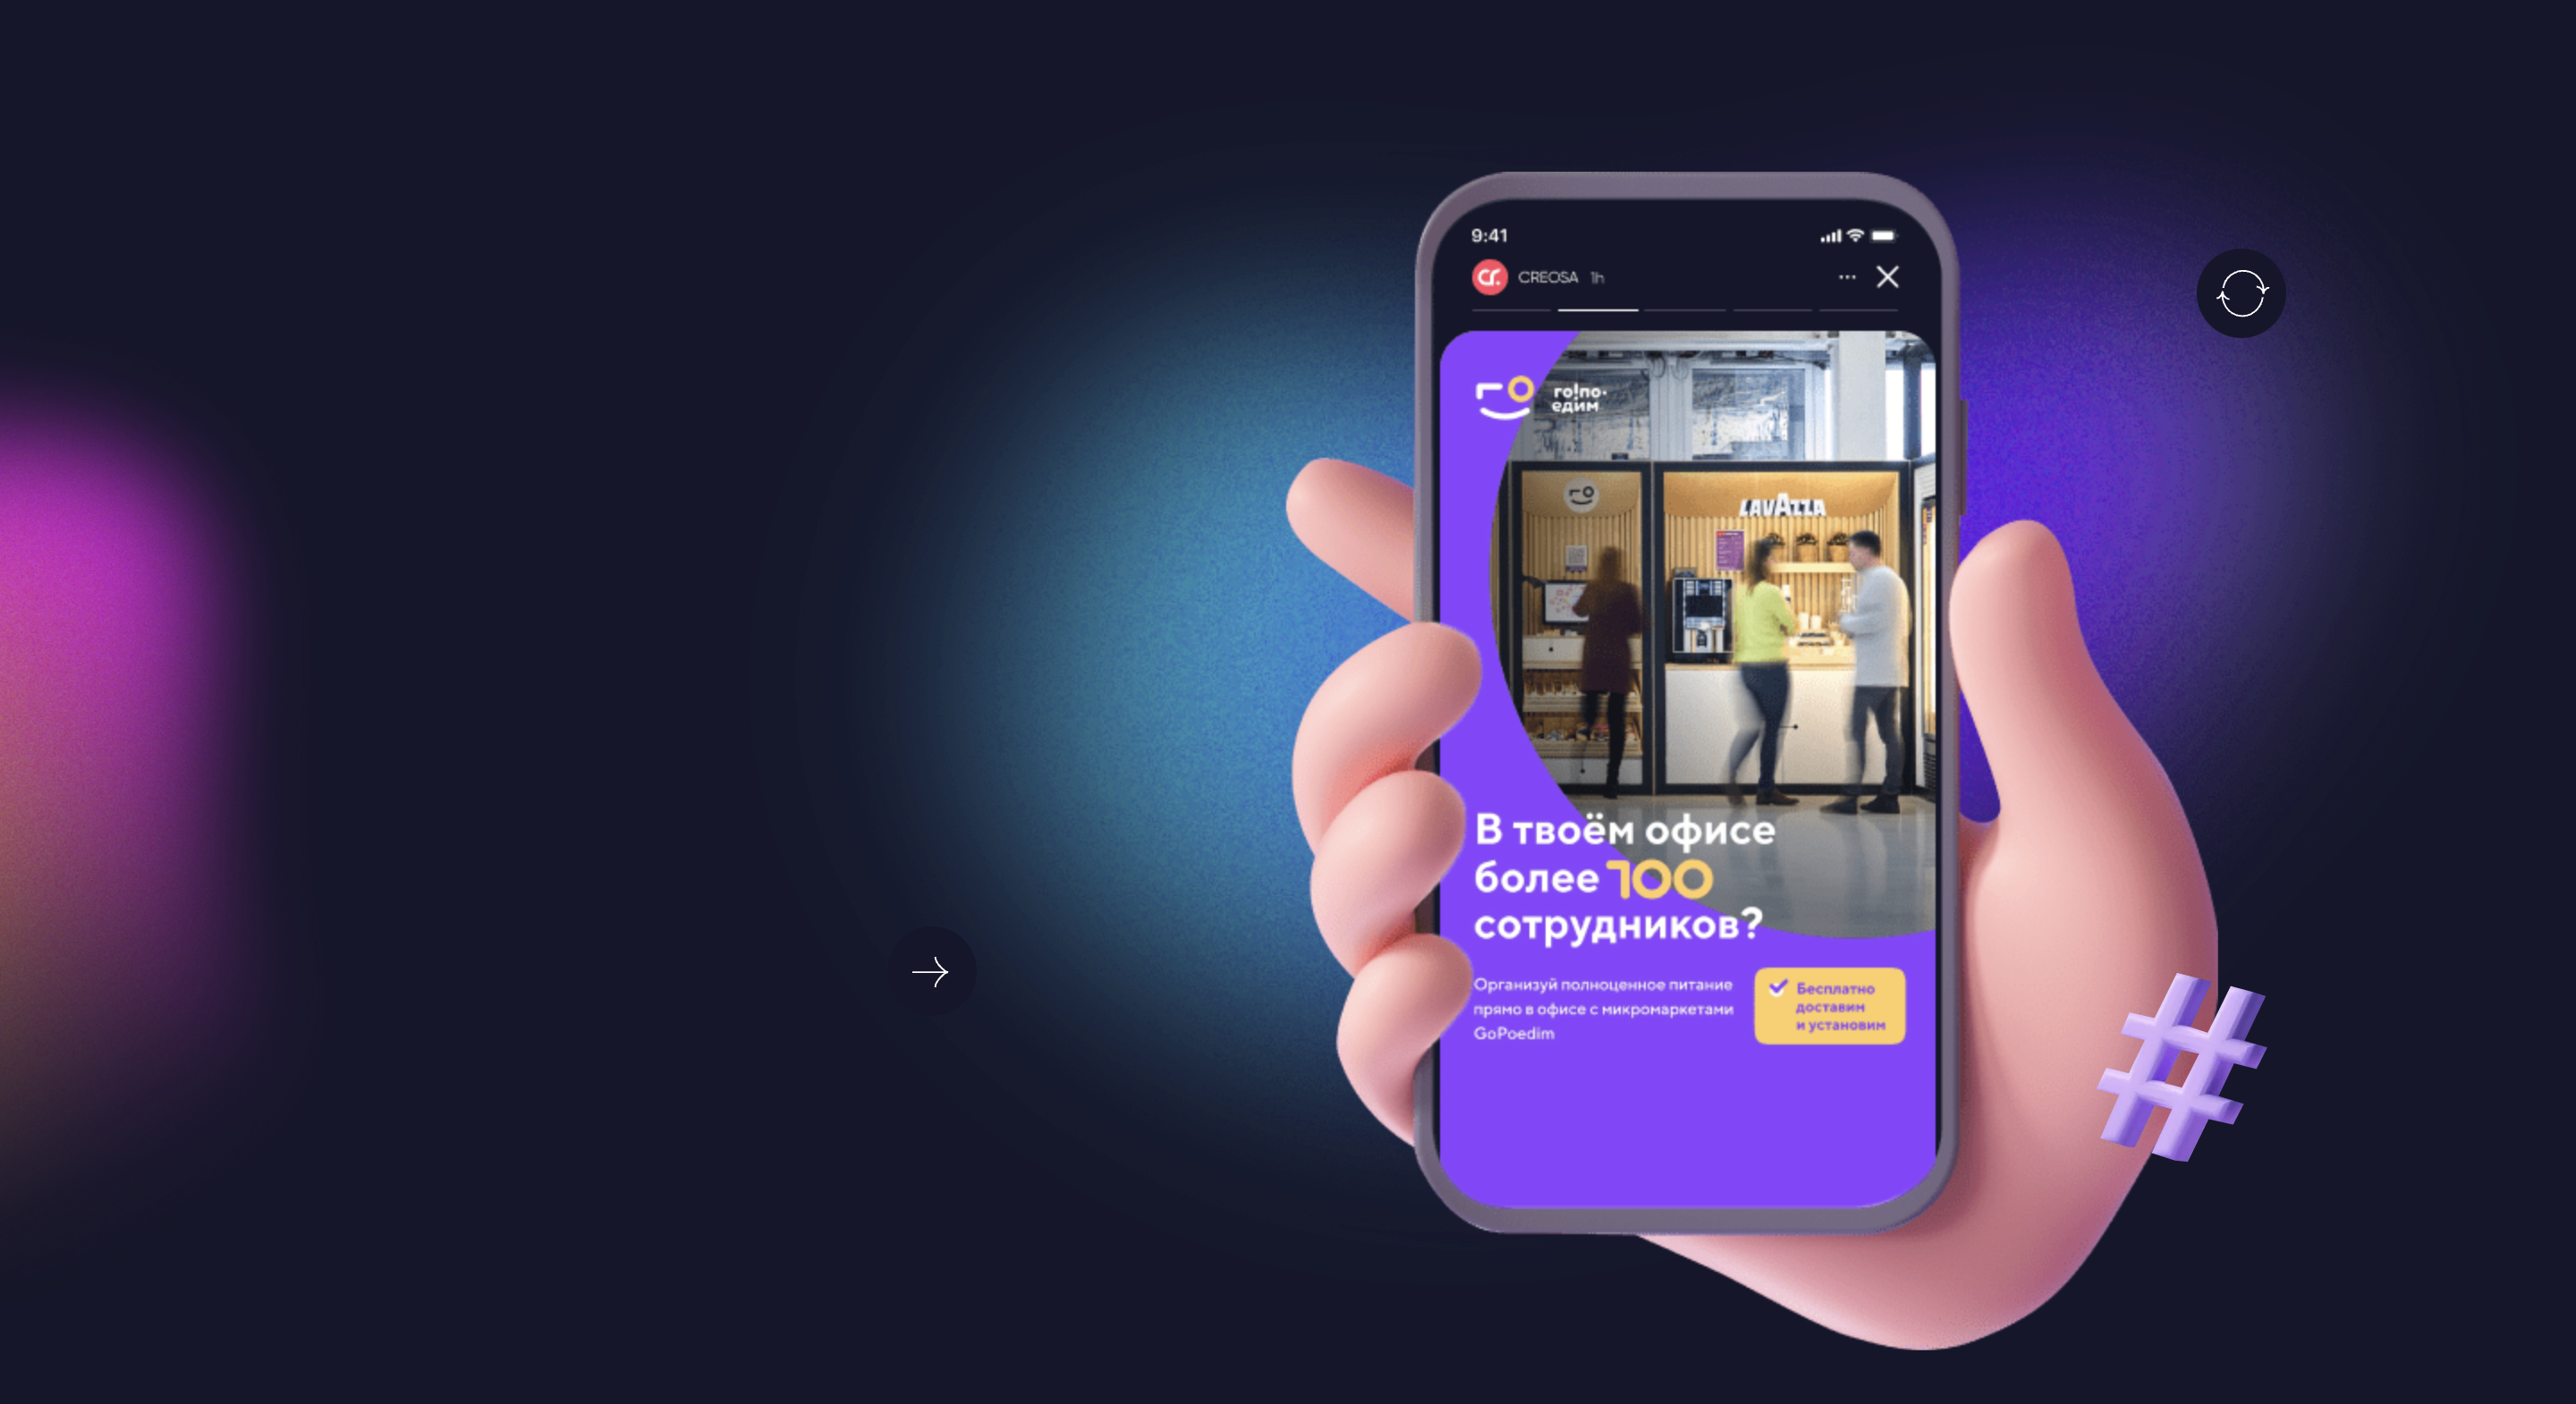 9:41
cr. CREOSA 1h
го!по-
едим
LAVAZZA
В твоём офисе
более 100
сотрудников?
Организуй полноценное питание
прямо в офисе с микромаркетами
GoPoedim
Бесплатно
доставим
и установим
#